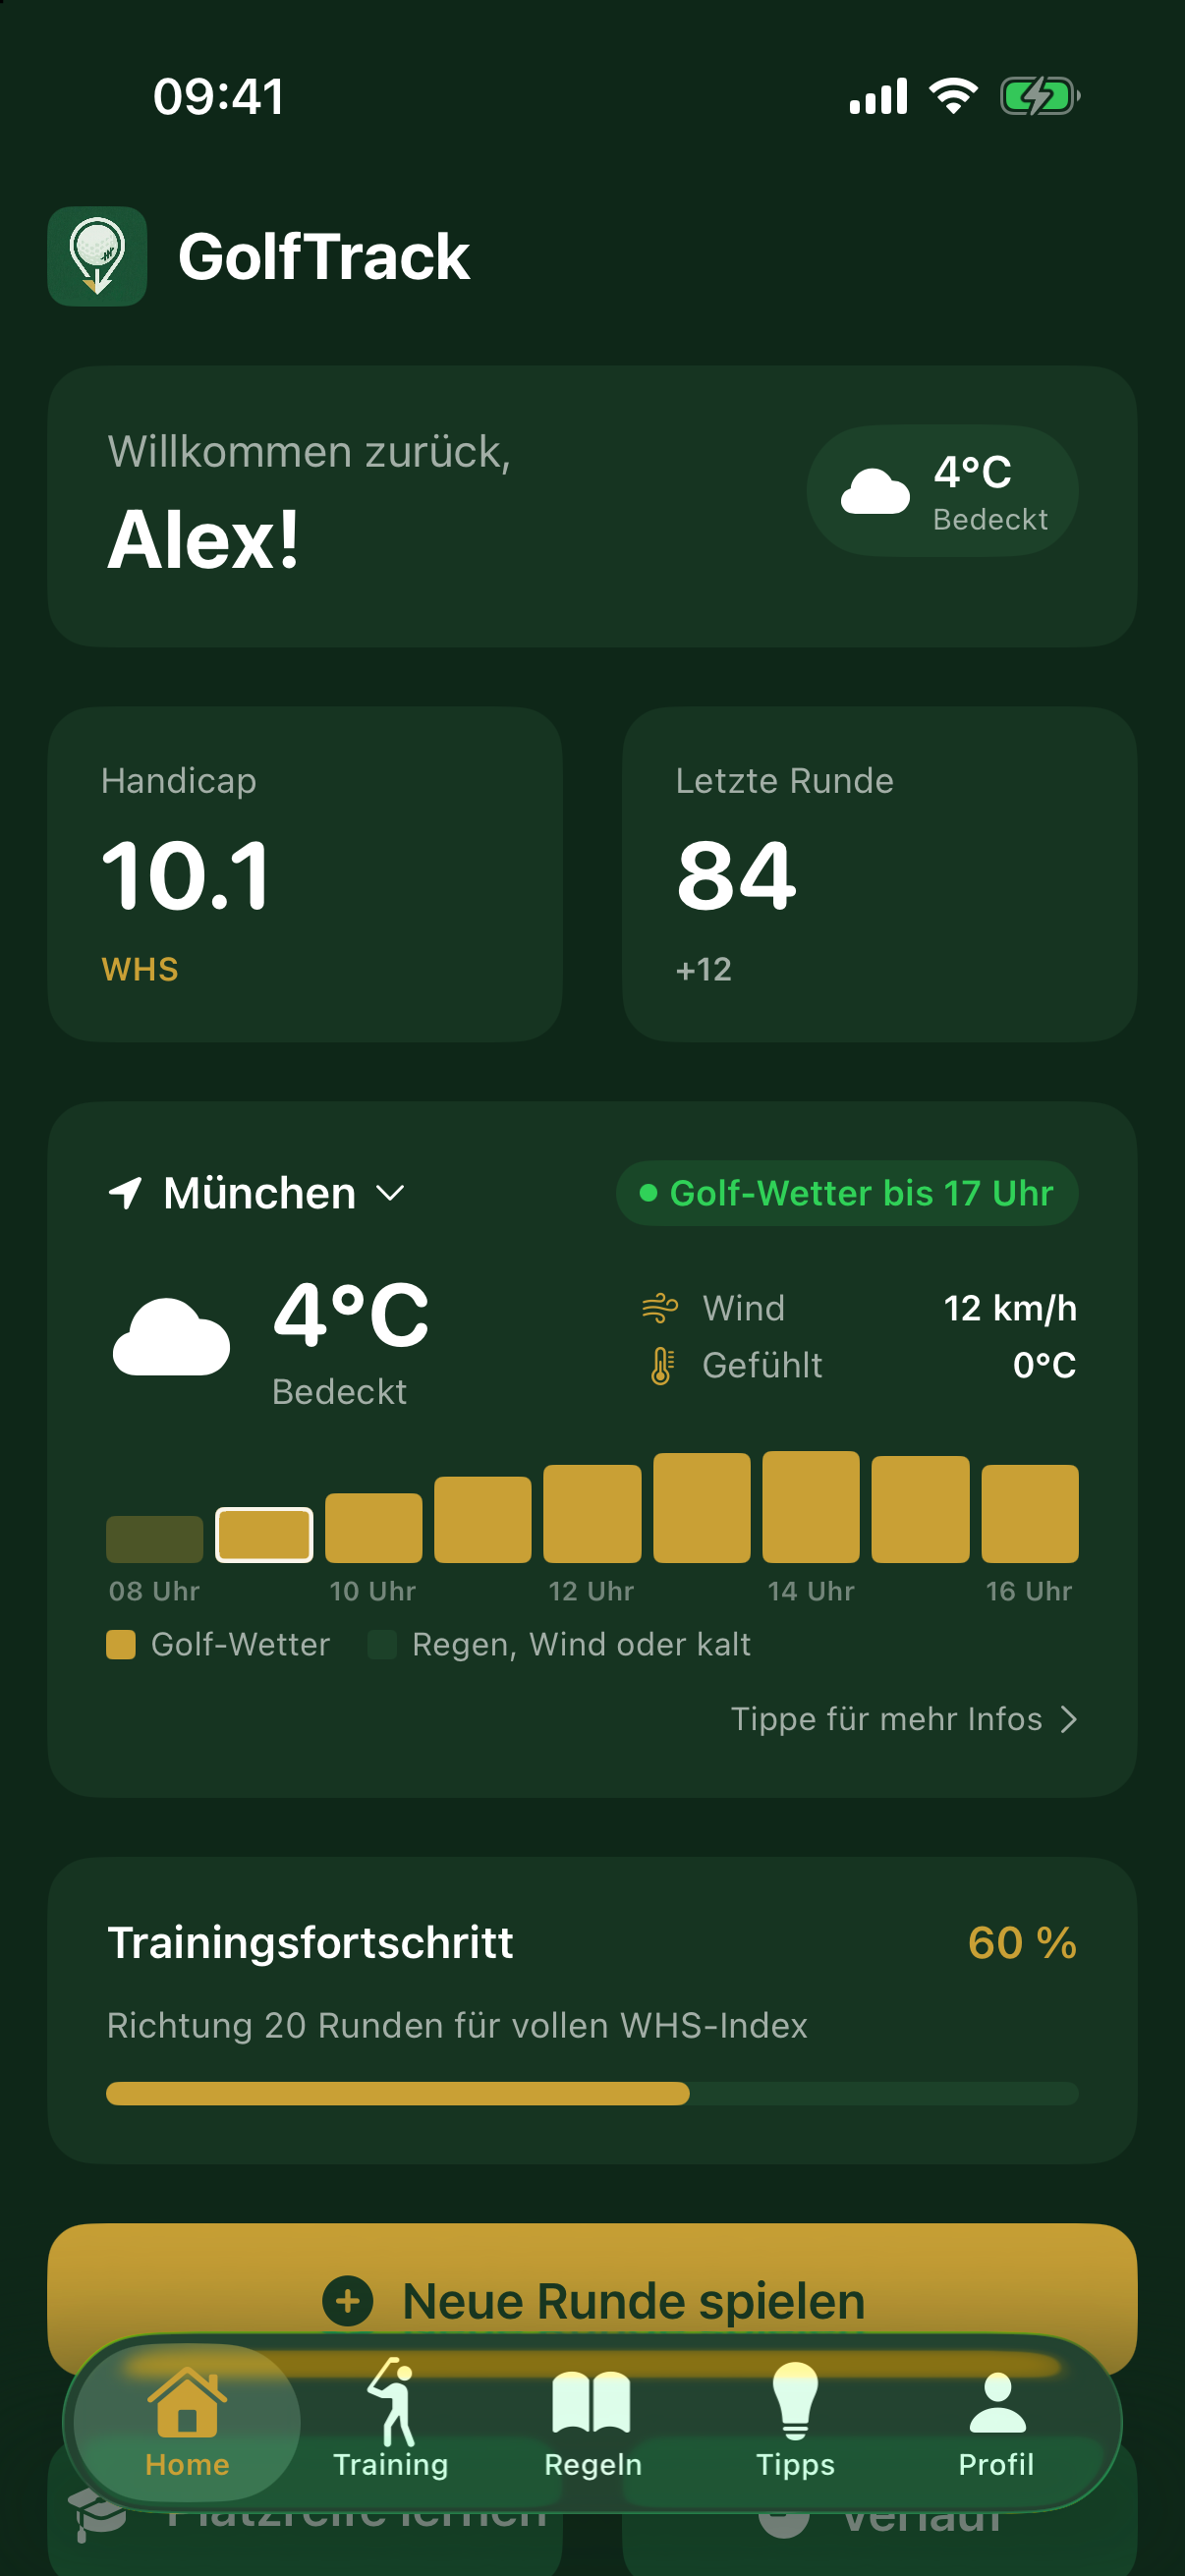 09:41
GolfTrack
Willkommen zurück,
Alex!
4°C
Bedeckt
Handicap
10.1
WHS
Letzte Runde
84
+12
München
Golf-Wetter bis 17 Uhr
4°C
Bedeckt
Wind 12 km/h
Gefühlt 0°C
08 Uhr 10 Uhr 12 Uhr 14 Uhr 16 Uhr
Golf-Wetter Regen, Wind oder kalt
Tippe für mehr Infos
Trainingsfortschritt 60 %
Richtung 20 Runden für vollen WHS-Index
Neue Runde spielen
Home Training Regeln Tipps Profil
Platzreife lernen Verlauf